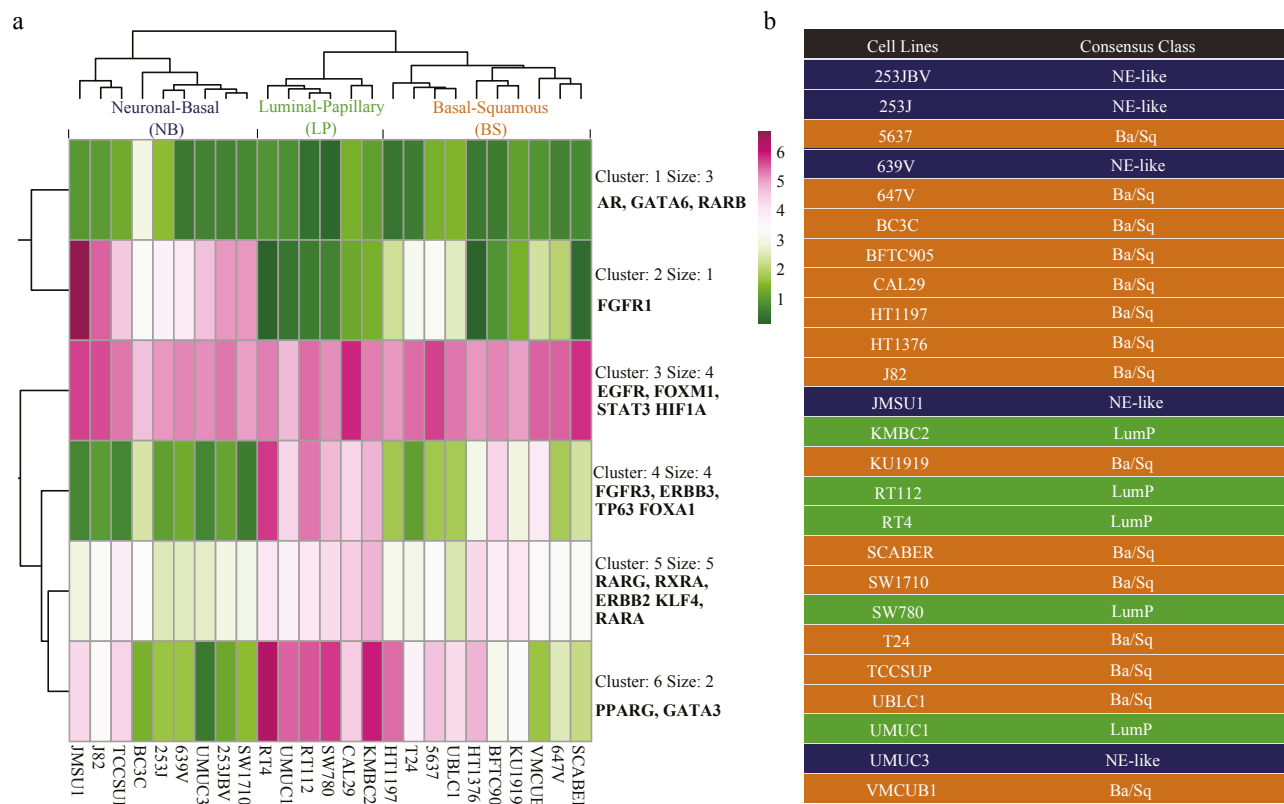 a
Neuronal-Basal
(NB)
Luminal-Papillary
(LP)
Basal-Squamous
(BS)
6
5
4
3
2
1
Cluster: 1 Size: 3
AR, GATA6, RARB
Cluster: 2 Size: 1
FGFR1
Cluster: 3 Size: 4
EGFR, FOXM1,
STAT3 HIF1A
Cluster: 4 Size: 4
FGFR3, ERBB3,
TP63 FOXA1
Cluster: 5 Size: 5
RARG, RXRA,
ERBB2 KLF4,
RARA
Cluster: 6 Size: 2
PPARG, GATA3
JMSU1
J82
TCCSUP
BC3C
253J
639V
UMUC3
253JBV
SW1710
RT4
UMUC1
RT112
SW780
CAL29
KMBC2
HT1197
T24
5637
UBLC1
HT1376
BFTC90
KU1919
VMCUB
647V
SCABER
b
Cell Lines Consensus Class
253JBV NE-like
253J NE-like
5637 Ba/Sq
639V NE-like
647V Ba/Sq
BC3C Ba/Sq
BFTC905 Ba/Sq
CAL29 Ba/Sq
HT1197 Ba/Sq
HT1376 Ba/Sq
J82 Ba/Sq
JMSU1 NE-like
KMBC2 LumP
KU1919 Ba/Sq
RT112 LumP
RT4 LumP
SCABER Ba/Sq
SW1710 Ba/Sq
SW780 LumP
T24 Ba/Sq
TCCSUP Ba/Sq
UBLC1 Ba/Sq
UMUC1 LumP
UMUC3 NE-like
VMCUB1 Ba/Sq